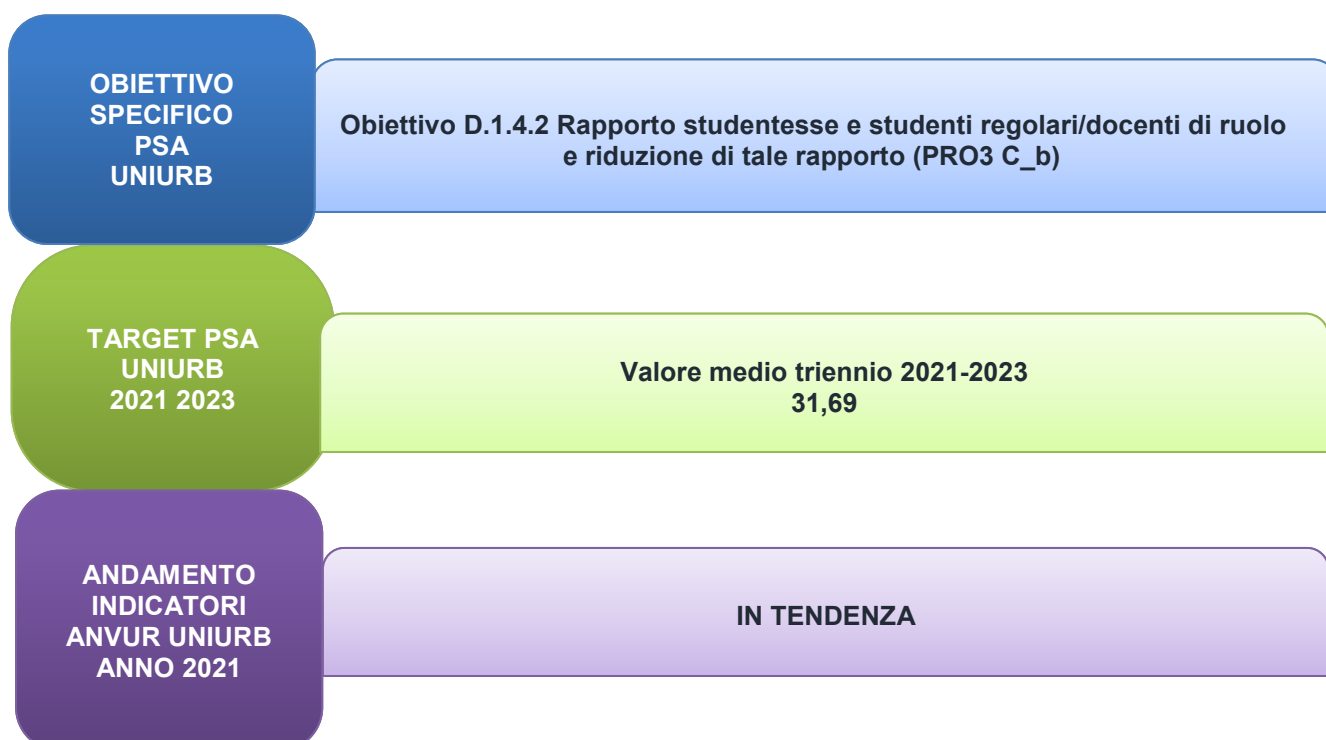 OBIETTIVO
SPECIFICO
PSA
UNIURB
Obiettivo D.1.4.2 Rapporto studentesse e studenti regolari/docenti di ruolo
e riduzione di tale rapporto (PRO3 C_b)
TARGET PSA
UNIURB
2021 2023
Valore medio triennio 2021-2023
31,69
ANDAMENTO
INDICATORI
ANVUR UNIURB
ANNO 2021
IN TENDENZA